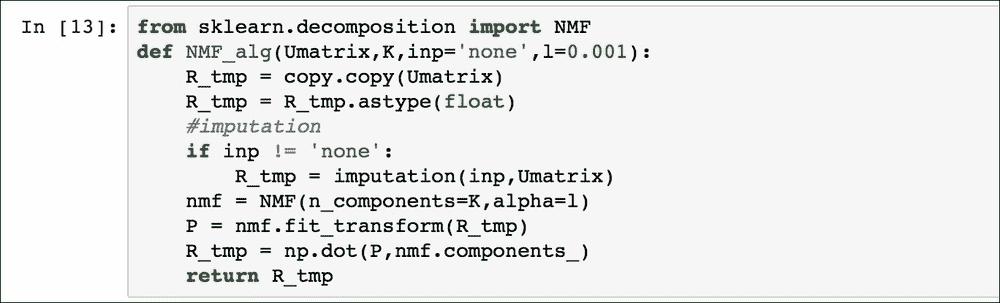 In [13]: from sklearn.decomposition import NMF
def NMF_alg(Umatrix,K,inp='none',l=0.001):
    R_tmp = copy.copy(Umatrix)
    R_tmp = R_tmp.astype(float)
    #imputation
    if inp != 'none':
        R_tmp = imputation(inp,Umatrix)
    nmf = NMF(n_components=K,alpha=l)
    P = nmf.fit_transform(R_tmp)
    R_tmp = np.dot(P,nmf.components_)
    return R_tmp